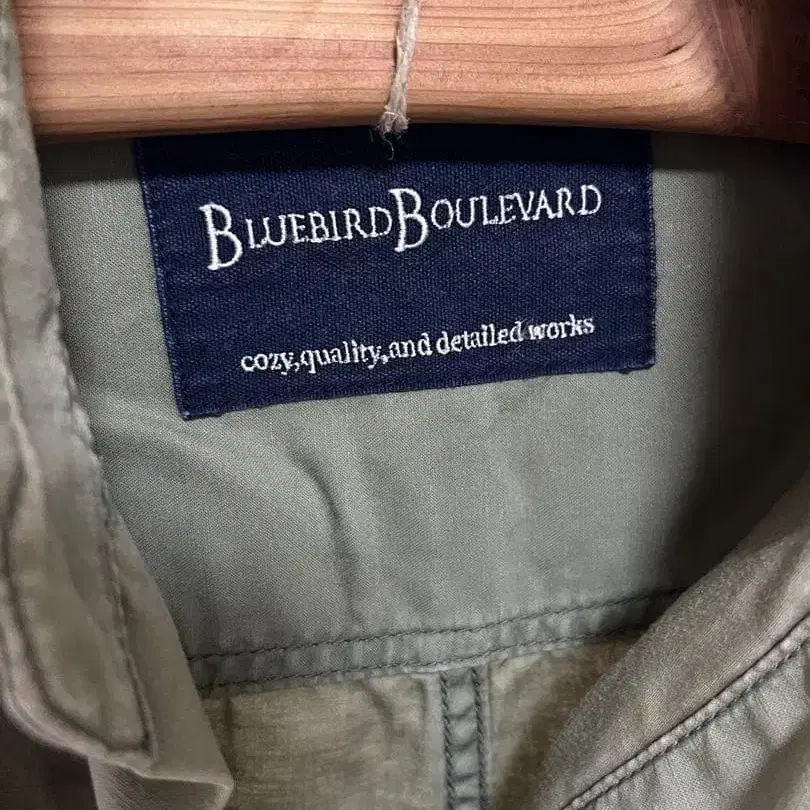 BLUEBIRD BOULEVARD
cozy,quality,and detailed works